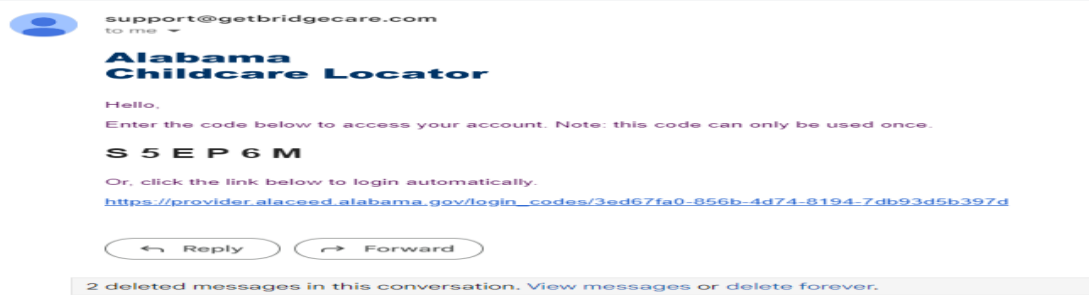 support@getbridgecare.com
to me
Alabama
Childcare Locator
Hello,
Enter the code below to access your account. Note: this code can only be used once.
S 5 E P 6 M
Or, click the link below to login automatically.
https://provider.alaceed.alabama.gov/login_codes/3ed67fa0-856b-4d74-8194-7db93d5b397d
Reply Forward
2 deleted messages in this conversation. View messages or delete forever.